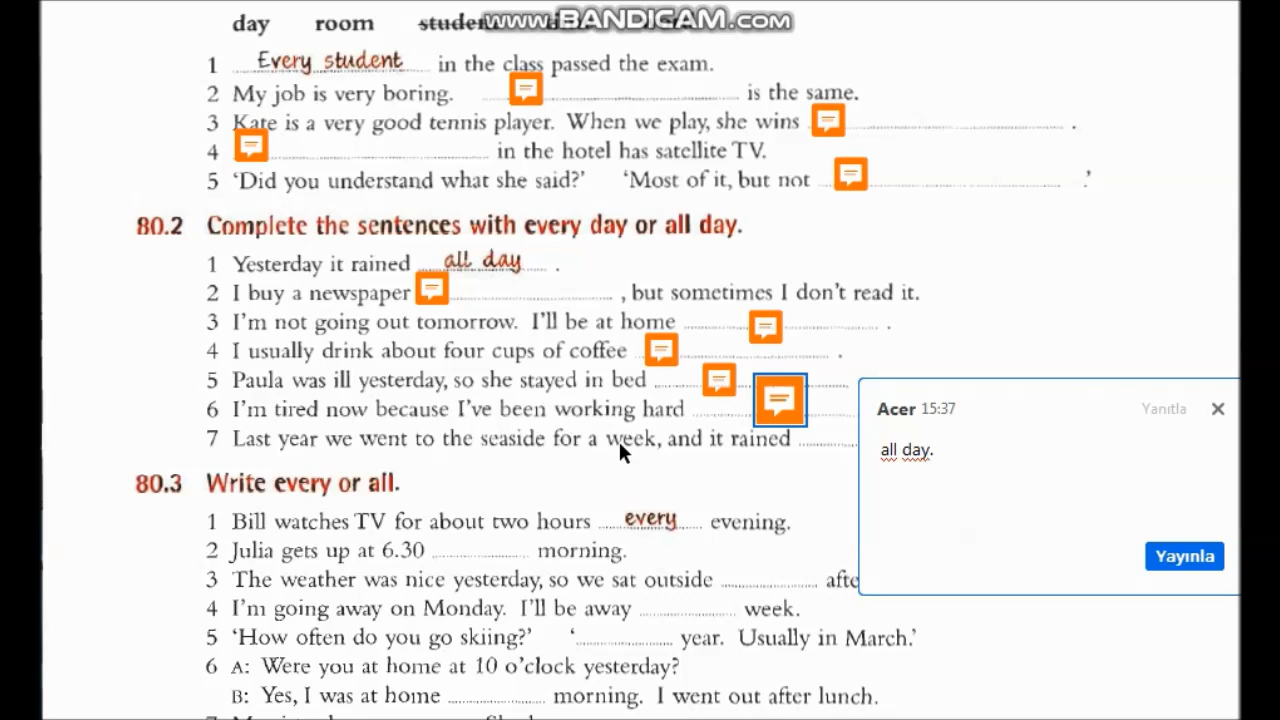 www.BANDICAM.com
day room student
1 Every student in the class passed the exam.
2 My job is very boring. is the same.
3 Kate is a very good tennis player. When we play, she wins .
4 in the hotel has satellite TV.
5 'Did you understand what she said?' 'Most of it, but not .'
80.2 Complete the sentences with every day or all day.
1 Yesterday it rained all day .
2 I buy a newspaper , but sometimes I don't read it.
3 I'm not going out tomorrow. I'll be at home .
4 I usually drink about four cups of coffee .
5 Paula was ill yesterday, so she stayed in bed
6 I'm tired now because I've been working hard
7 Last year we went to the seaside for a week, and it rained
Acer 15:37 Yanıtla
all day.
Yayınla
80.3 Write every or all.
1 Bill watches TV for about two hours every evening.
2 Julia gets up at 6.30 morning.
3 The weather was nice yesterday, so we sat outside afte
4 I'm going away on Monday. I'll be away week.
5 'How often do you go skiing?' ' year. Usually in March.'
6 A: Were you at home at 10 o'clock yesterday?
B: Yes, I was at home morning. I went out after lunch.